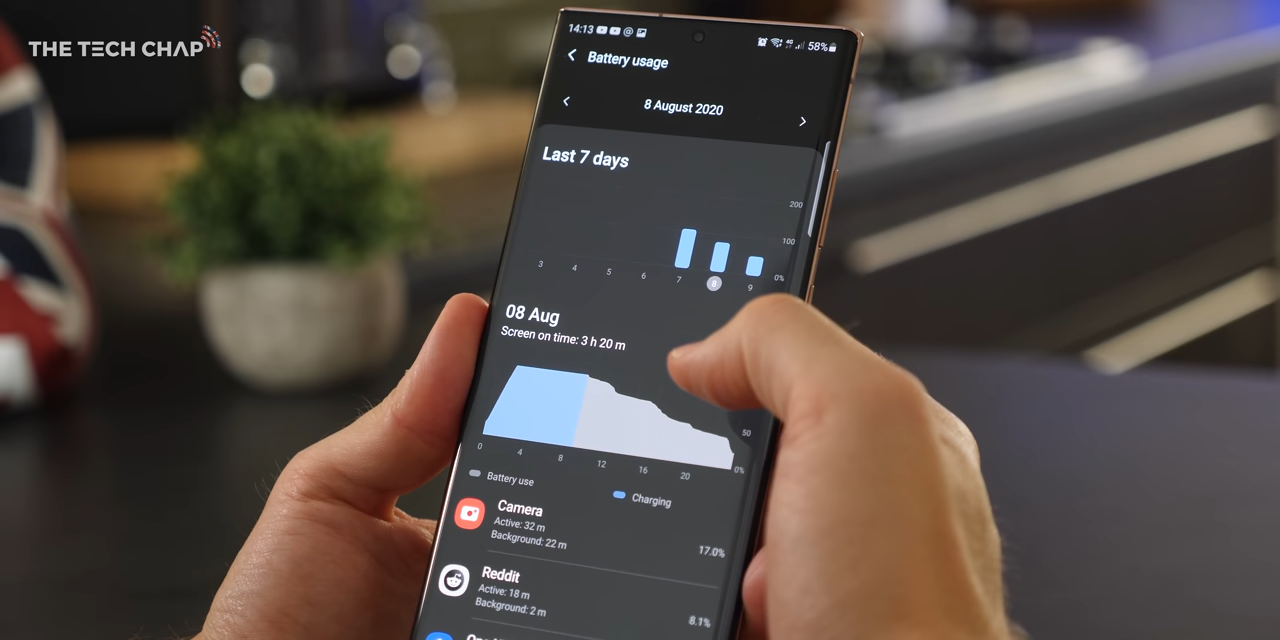 THE TECH CHAP
14:13
58%
Battery usage
8 August 2020
Last 7 days
200
100
0%
3 4 5 6 7 8 9
08 Aug
Screen on time: 3 h 20 m
50
0%
0 4 8 12 16 20
Battery use
Charging
Camera
Active: 32 m
Background: 22 m
17.0%
Reddit
Active: 18 m
Background: 2 m
8.1%